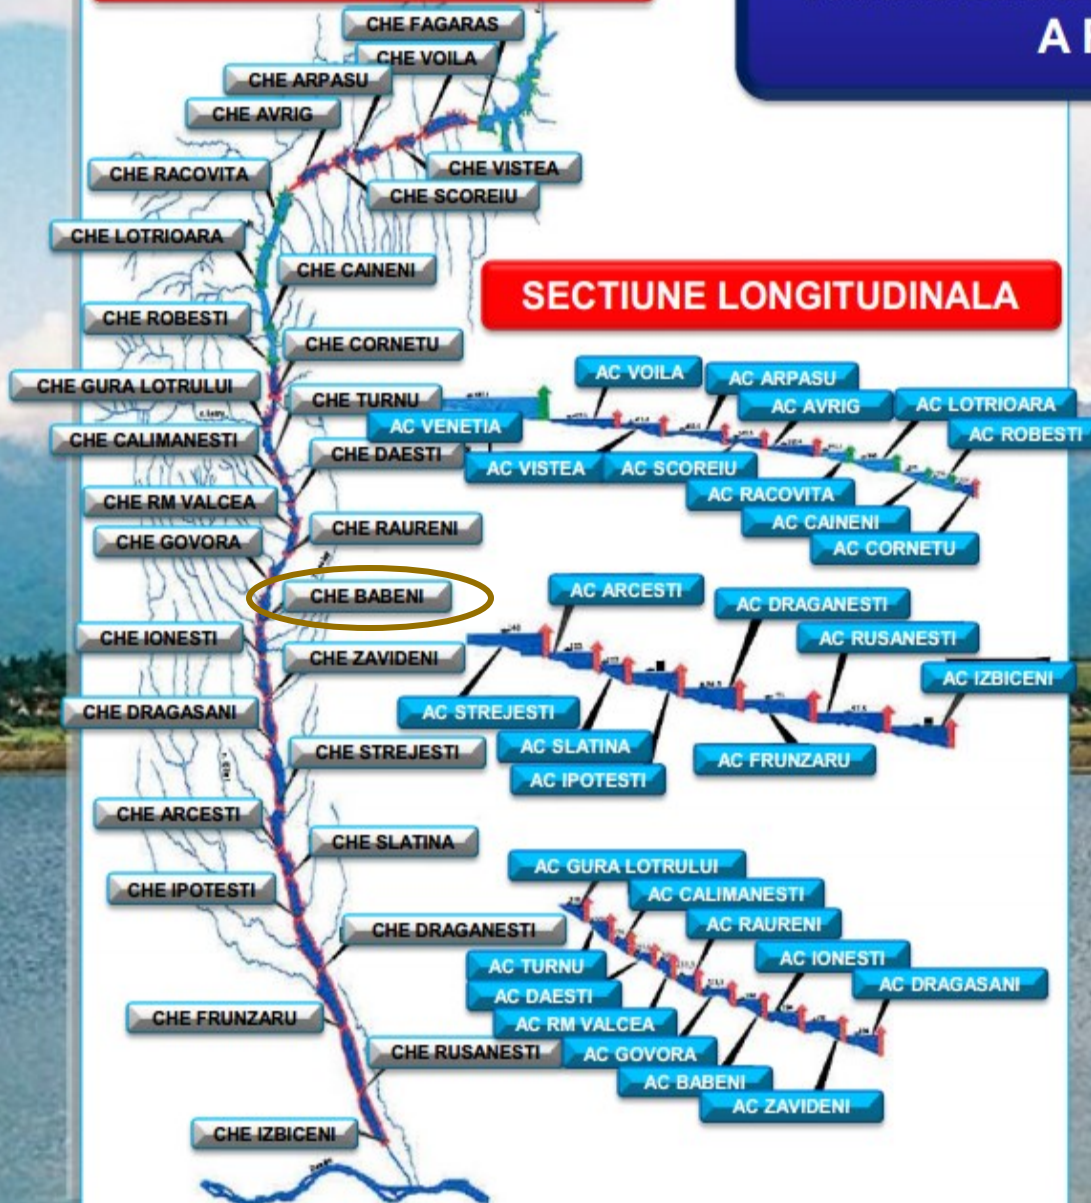 A
CHE FAGARAS
CHE VOILA
CHE ARPASU
CHE AVRIG
CHE VISTEA
CHE RACOVITA
CHE SCOREIU
CHE LOTRIOARA
CHE CAINENI
SECTIUNE LONGITUDINALA
CHE ROBESTI
CHE CORNETU
CHE GURA LOTRULUI
CHE TURNU
CHE CALIMANESTI
CHE DAESTI
CHE RM VALCEA
CHE RAURENI
CHE GOVORA
CHE BABENI
CHE IONESTI
CHE ZAVIDENI
CHE DRAGASANI
CHE STREJESTI
CHE ARCESTI
CHE SLATINA
CHE IPOTESTI
CHE DRAGANESTI
CHE FRUNZARU
CHE RUSANESTI
CHE IZBICENI
AC VOILA
AC ARPASU
AC AVRIG
AC LOTRIOARA
AC VENETIA
AC ROBESTI
AC VISTEA
AC SCOREIU
AC RACOVITA
AC CAINENI
AC CORNETU
AC ARCESTI
AC DRAGANESTI
AC RUSANESTI
AC IZBICENI
AC STREJESTI
AC SLATINA
AC FRUNZARU
AC IPOTESTI
AC GURA LOTRULUI
AC CALIMANESTI
AC RAURENI
AC IONESTI
AC TURNU
AC DRAGASANI
AC DAESTI
AC RM VALCEA
AC GOVORA
AC BABENI
AC ZAVIDENI